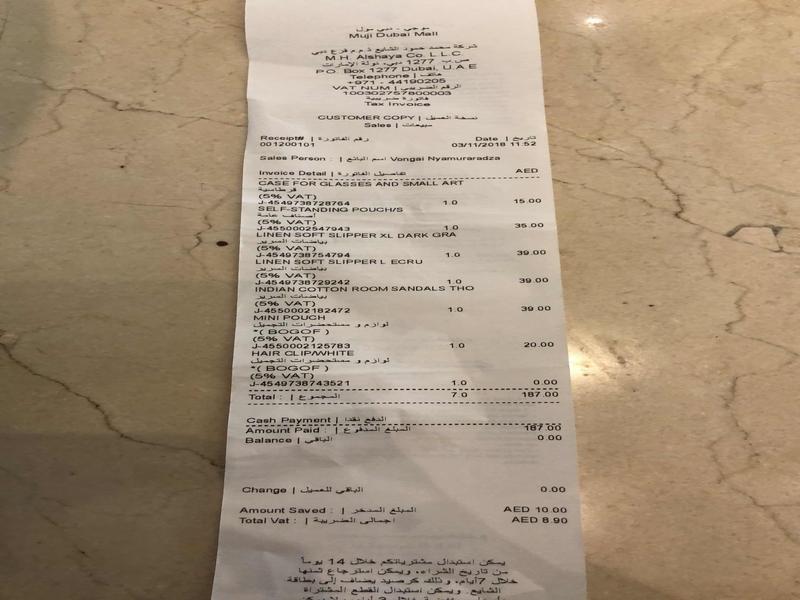 موجي - دبي مول
Muji Dubai Mall
شركة محمد حمود الشايع ذ.م.م فرع دبي
M.H. Alshaya Co. L.L.C.
ص.ب 1277 دبي، دولة الإمارات
P.O. Box 1277 Dubai, U.A.E
Telephone | هاتف
+971 - 44190205
VAT NUM | الرقم الضريبي
100302757800003
فاتورة ضريبية
Tax Invoice
CUSTOMER COPY | نسخة العميل
Sales | مبيعات
Receipt# | رقم الفاتورة Date | تاريخ
001200101 03/11/2018 11:52
Sales Person : | اسم البائع Vongai Nyamuraradza
Invoice Detail | تفاصيل الفاتورة AED
CASE FOR GLASSES AND SMALL ART
قرطاسية
(5% VAT)
J-4549738728764 1.0 15.00
SELF-STANDING POUCH/S
أصناف عامة
(5% VAT)
J-4550002547943 1.0 35.00
LINEN SOFT SLIPPER XL DARK GRA
بياضات السرير
(5% VAT)
J-4549738754794 1.0 39.00
LINEN SOFT SLIPPER L ECRU
بياضات السرير
(5% VAT)
J-4549738729242 1.0 39.00
INDIAN COTTON ROOM SANDALS THO
بياضات السرير
(5% VAT)
J-4550002182472 1.0 39.00
MINI POUCH
لوازم و مستحضرات التجميل
*( BOGOF )
(5% VAT)
J-4550002125783 1.0 20.00
HAIR CLIP/WHITE
لوازم و مستحضرات التجميل
*( BOGOF )
(5% VAT)
J-4549738743521 1.0 0.00
Total : | المجموع 7.0 187.00
Cash Payment | الدفع نقدا
Amount Paid : | المبلغ المدفوع 187.00
Balance | الباقي 0.00
Change | الباقي للعميل 0.00
Amount Saved : | المبلغ المدخر AED 10.00
Total Vat : | اجمالى الضريبة AED 8.90
يمكن استبدال مشترياتكم خلال 14 يوماً
من تاريخ الشراء، ويمكن استرجاع ثمنها
خلال 7أيام، وذلك كرصيد يضاف إلى بطاقة
الشايع. ويمكن استبدال القطع المشتراة